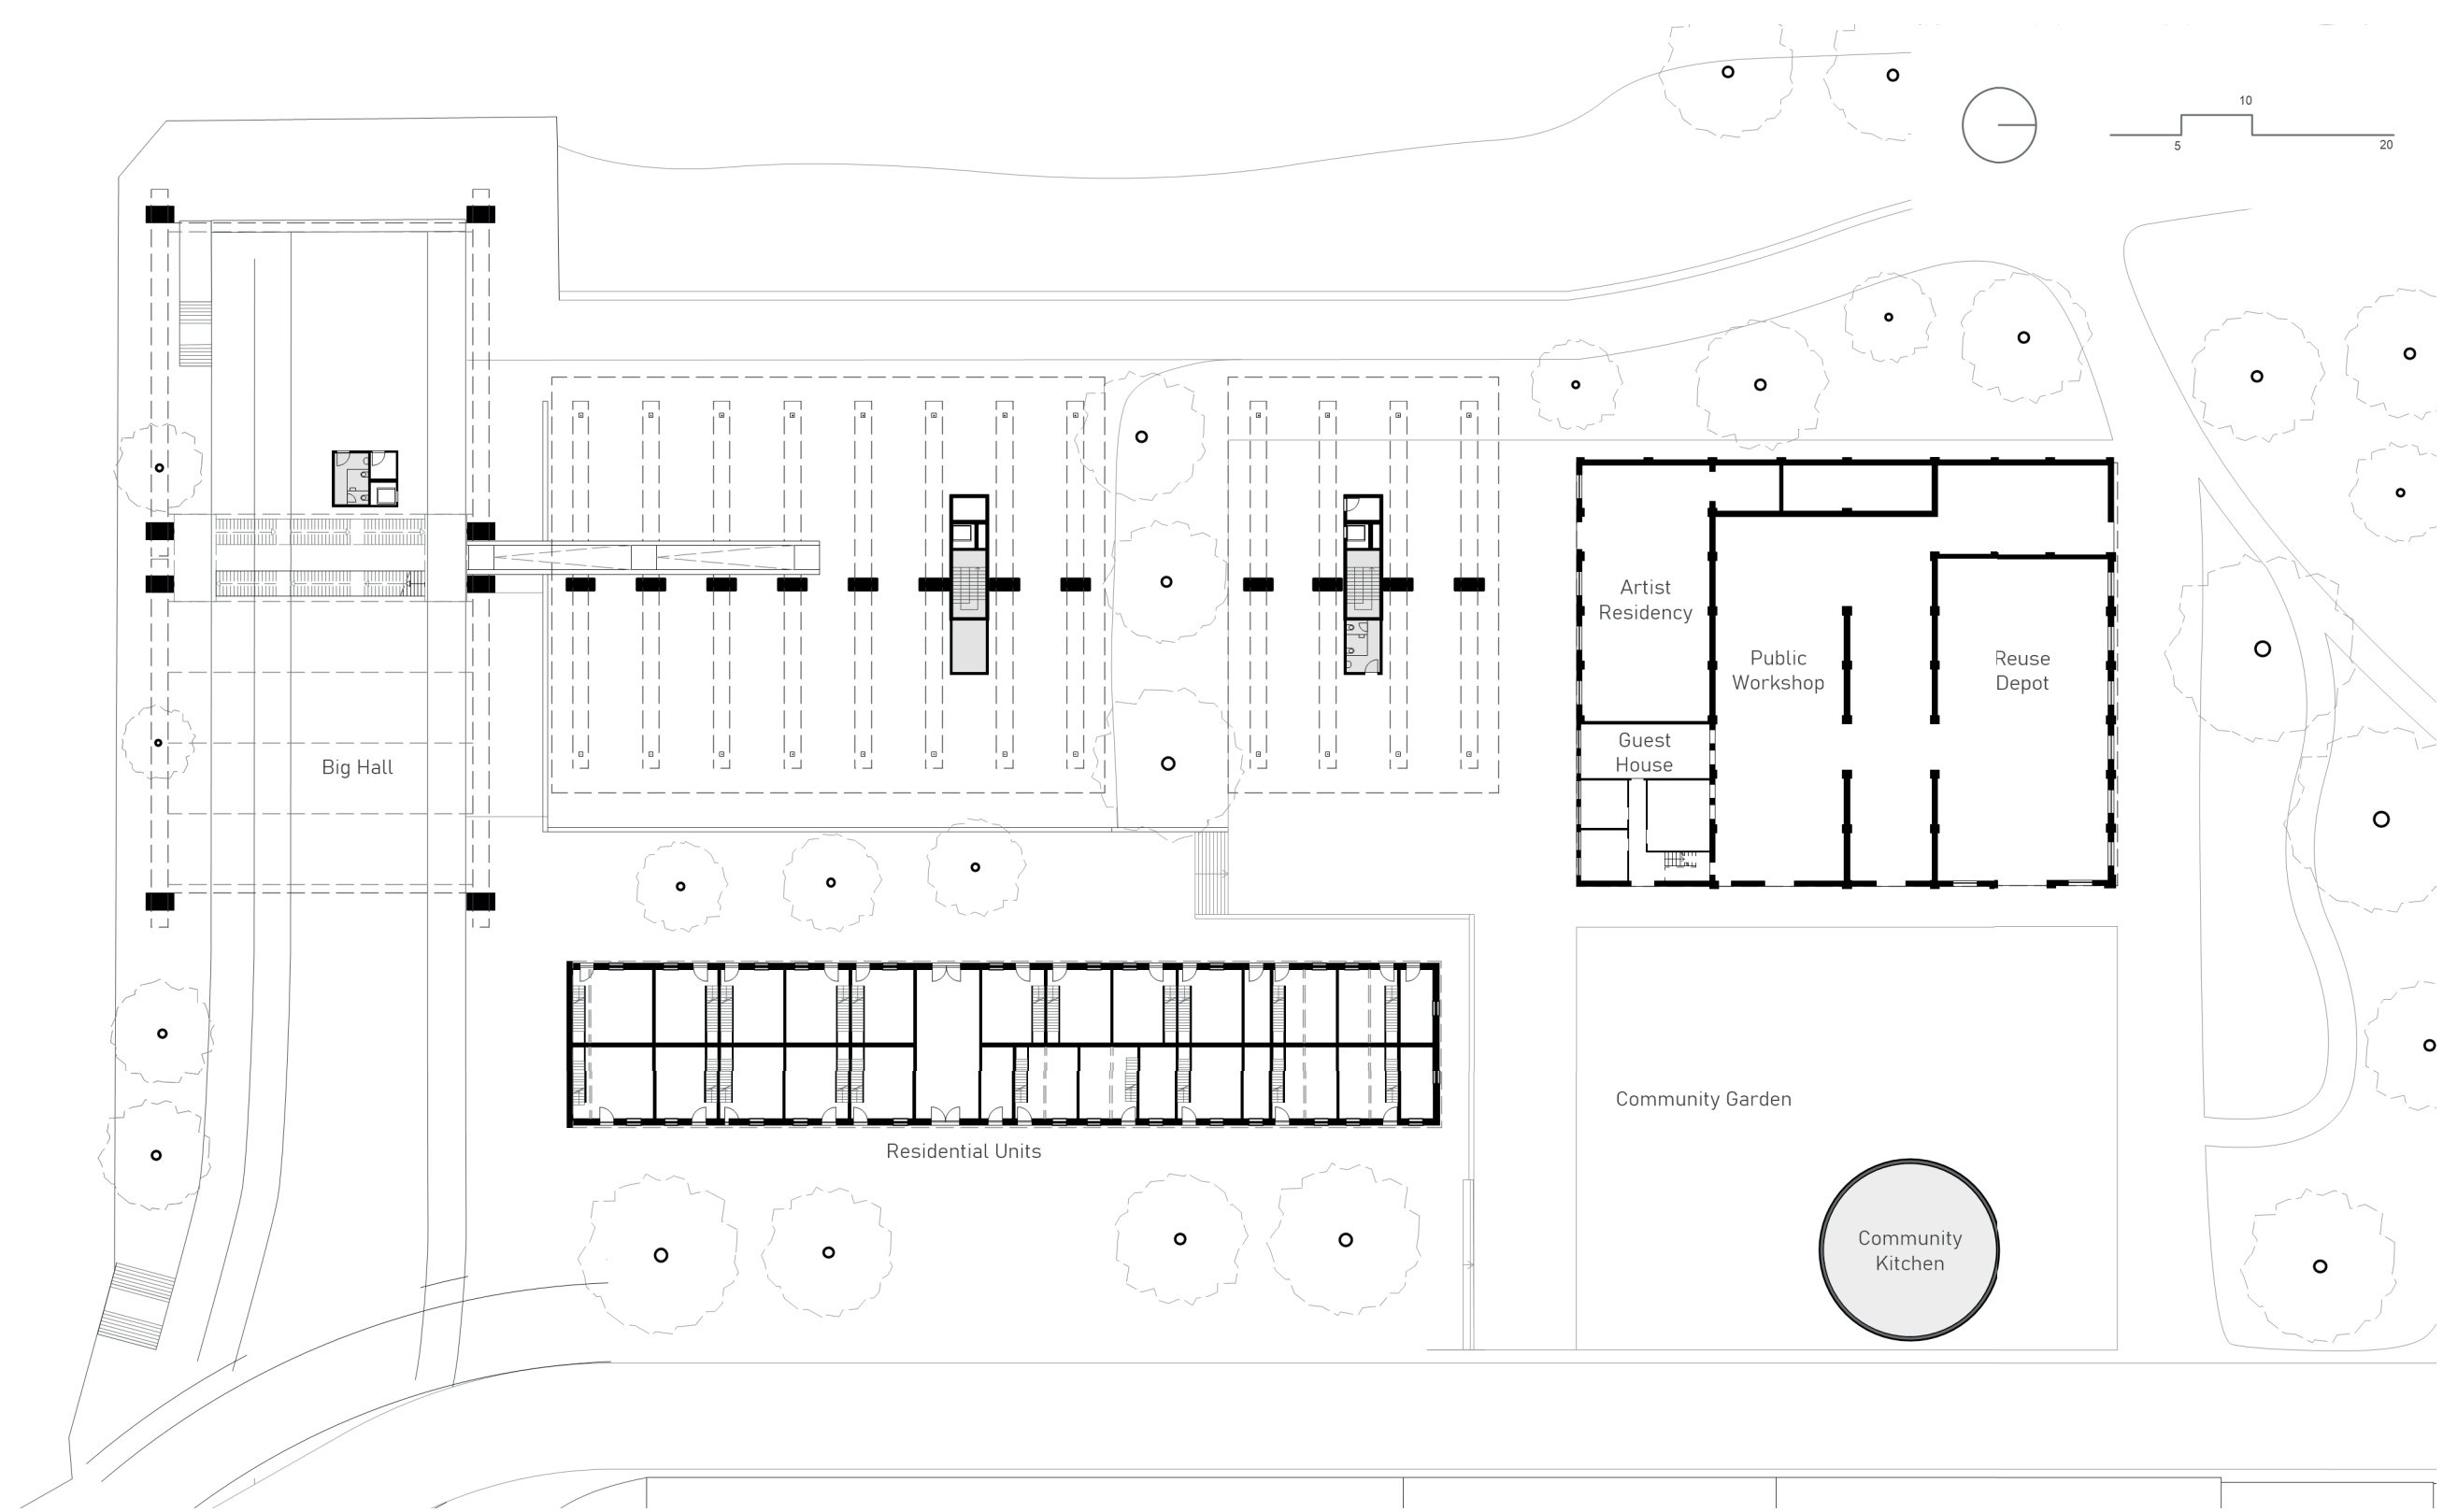 10
5
20
Artist
Residency
Public
Workshop
Reuse
Depot
Guest
House
Big Hall
Community Garden
Residential Units
Community
Kitchen